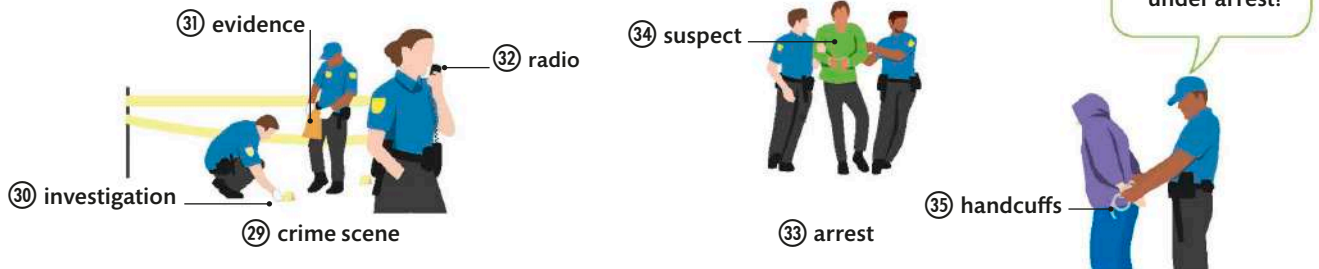 ㉛ evidence
㉜ radio
㉚ investigation
㉙ crime scene
㉞ suspect
㉝ arrest
under arrest!
㉟ handcuffs